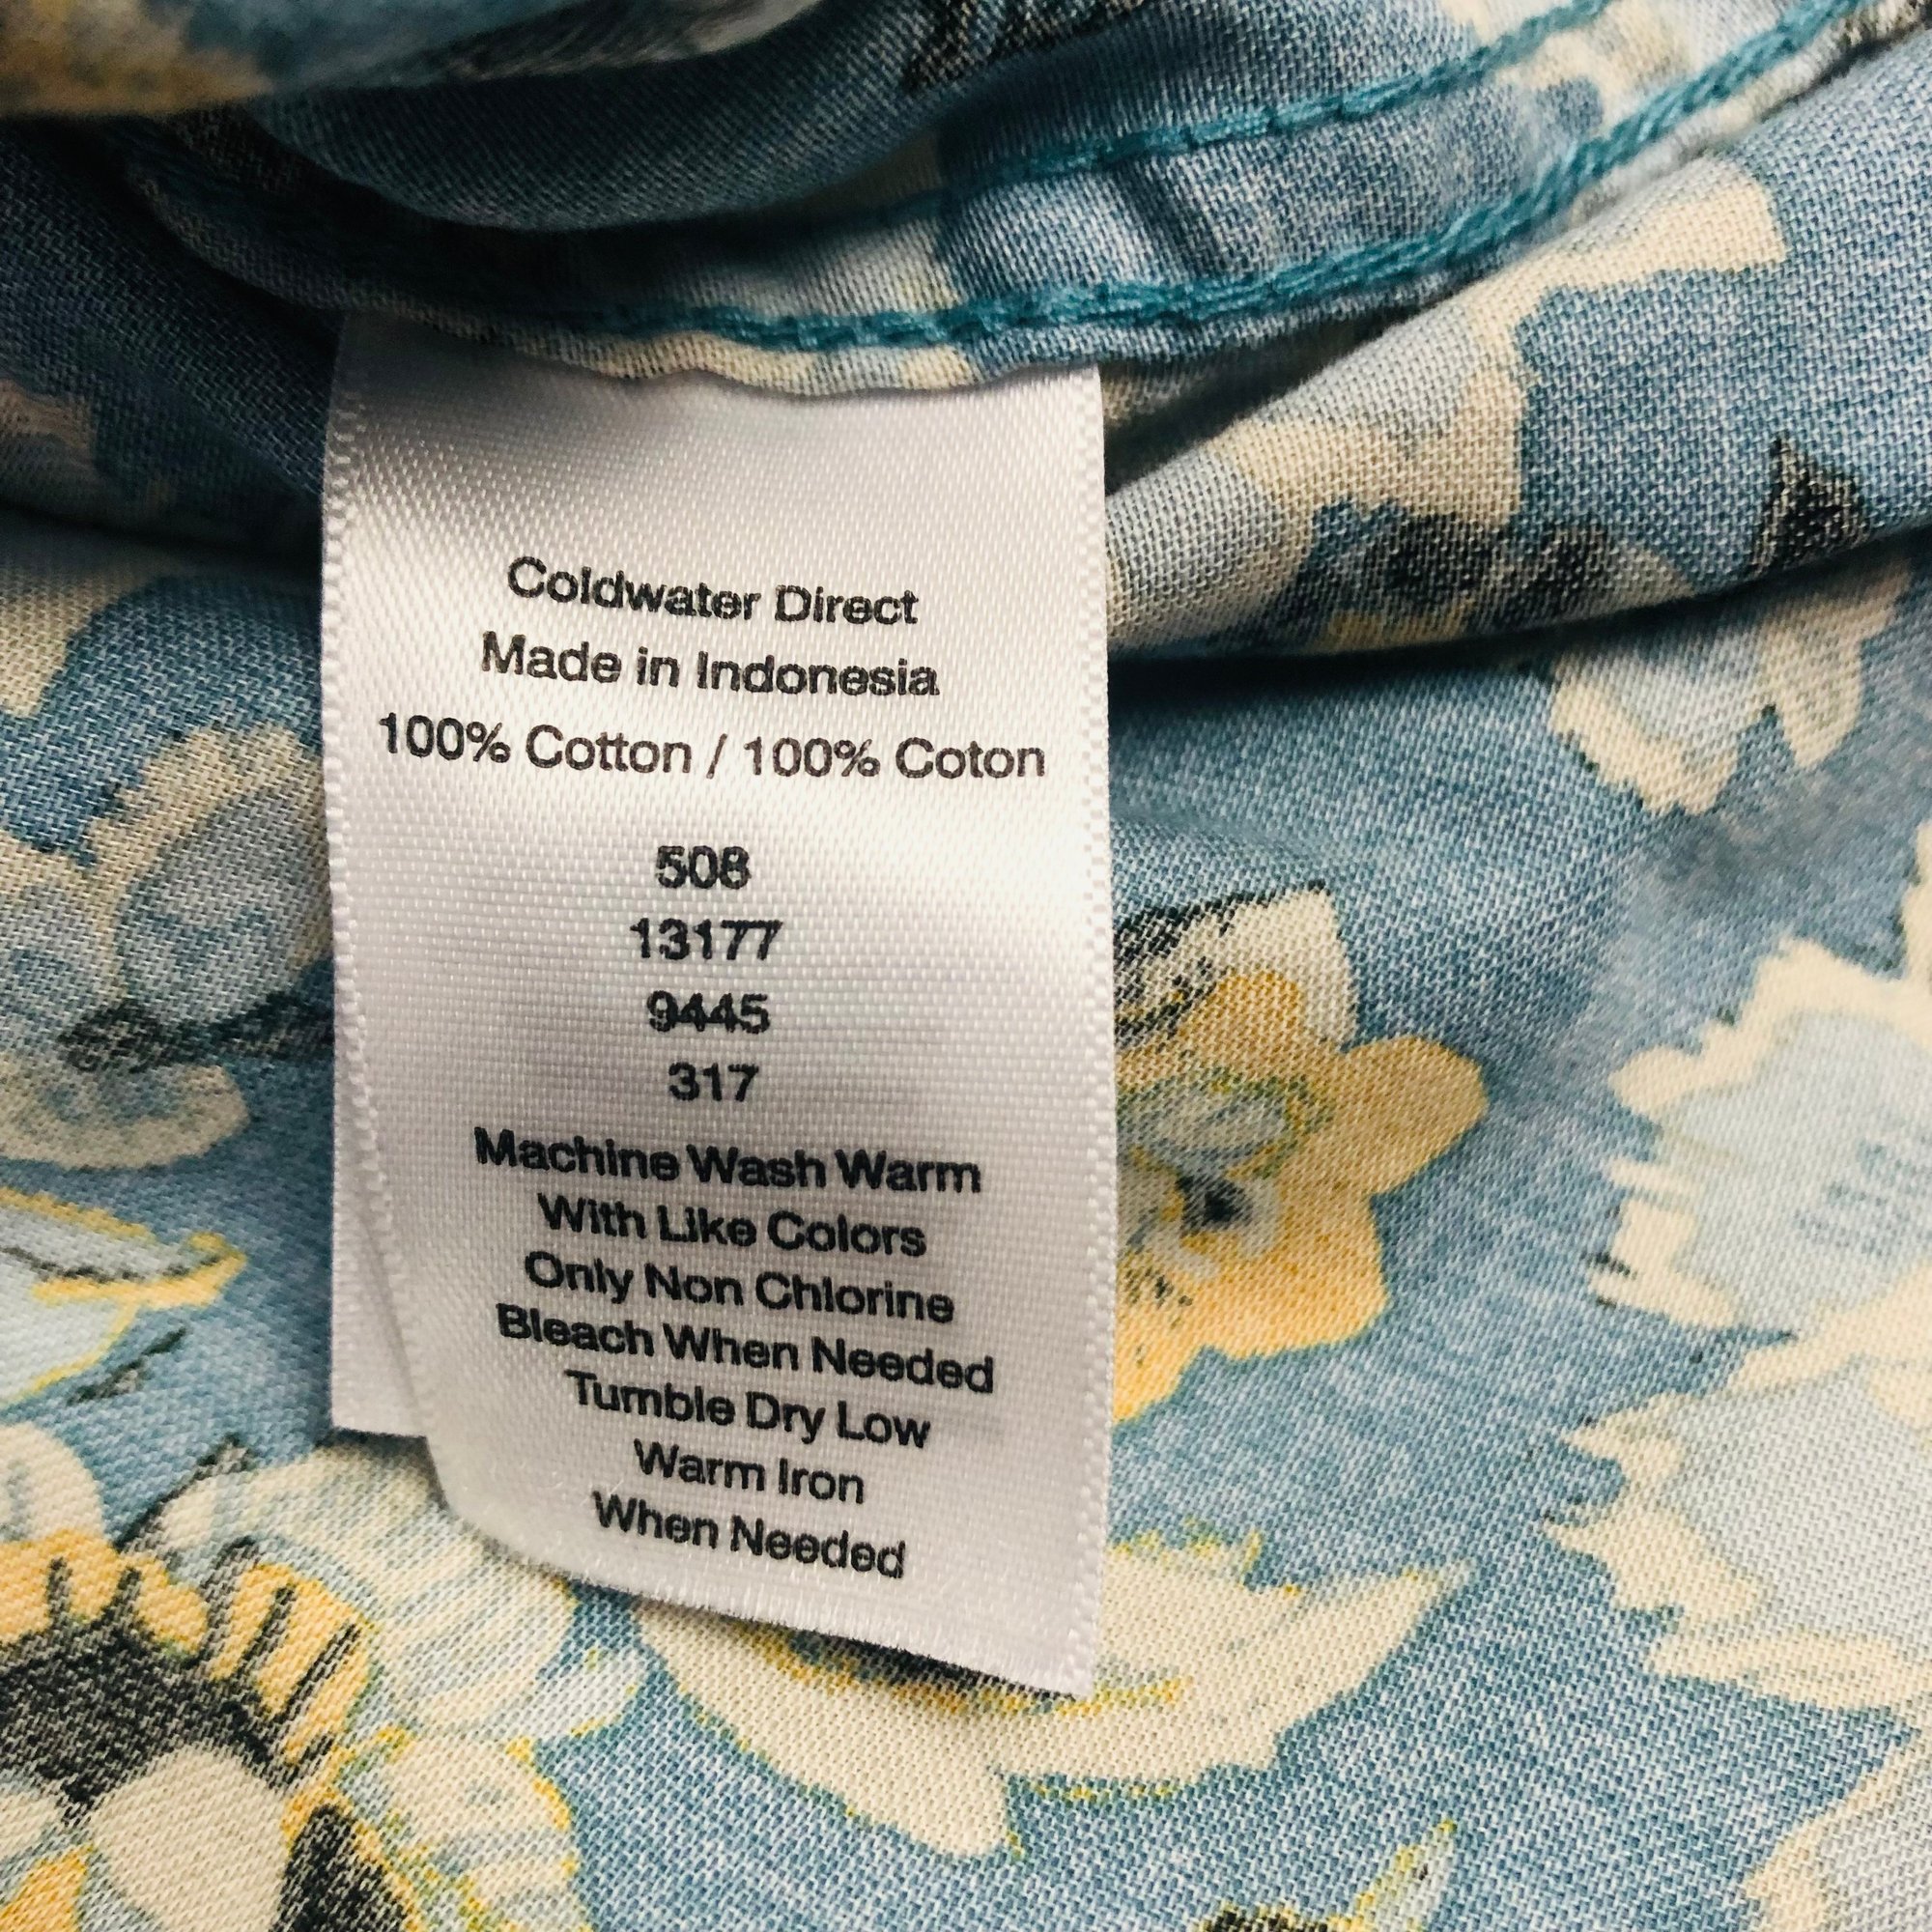 Coldwater Direct
Made in Indonesia
100% Cotton / 100% Coton
508
13177
9445
317
Machine Wash Warm
With Like Colors
Only Non Chlorine
Bleach When Needed
Tumble Dry Low
Warm Iron
When Needed